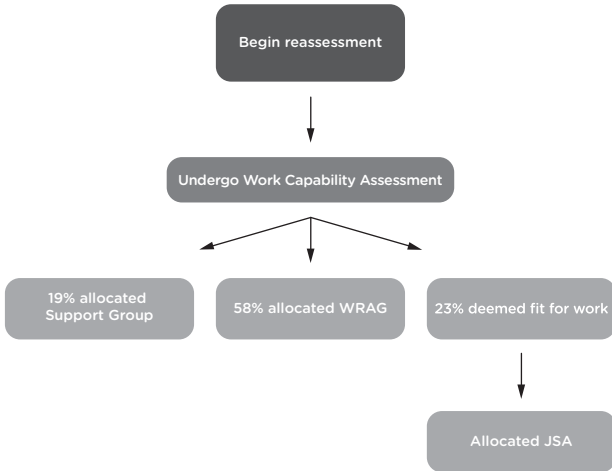 Begin reassessment
Undergo Work Capability Assessment
19% allocated
Support Group
58% allocated WRAG
23% deemed fit for work
Allocated JSA